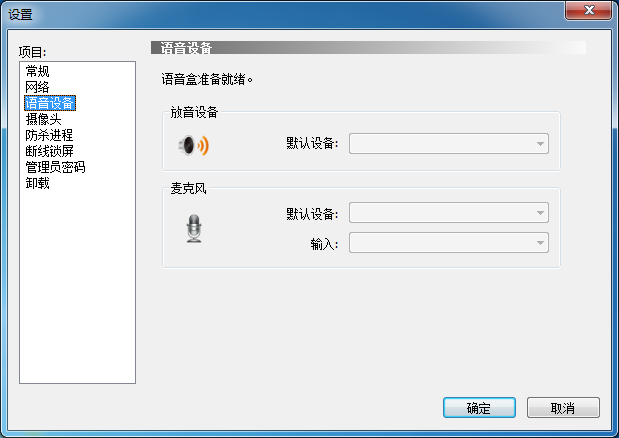 设置
项目:
常规
网络
语音设备
摄像头
防杀进程
断线锁屏
管理员密码
卸载
语音设备
语音盒准备就绪。
放音设备
默认设备:
麦克风
默认设备:
输入:
确定
取消